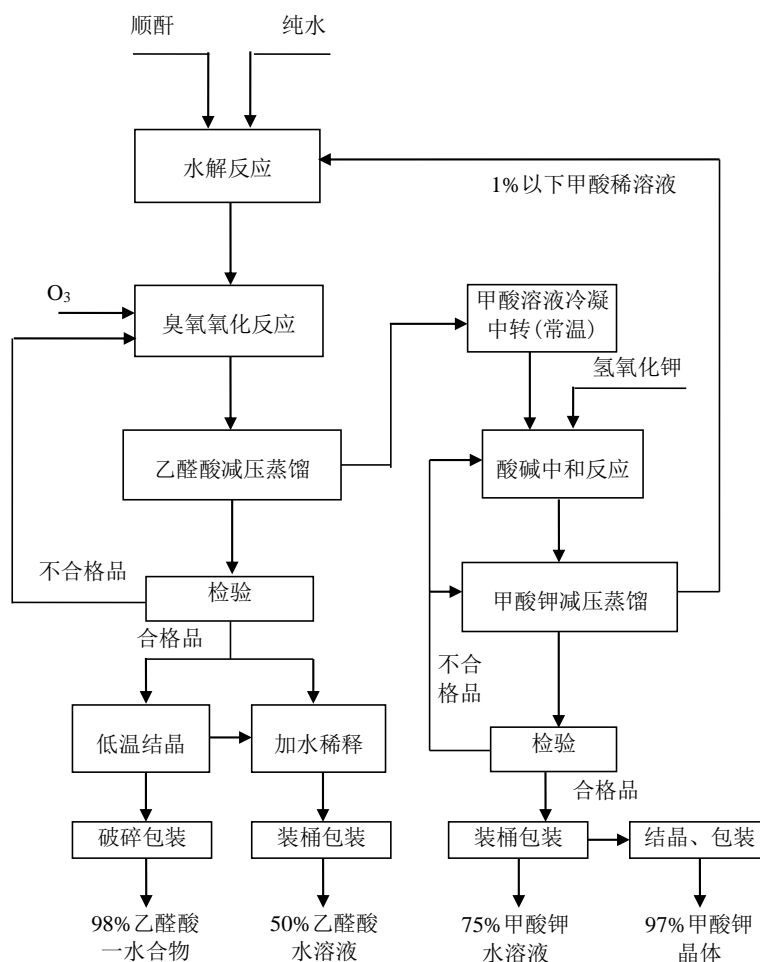 顺酐
纯水
水解反应
1%以下甲酸稀溶液
O₃
臭氧氧化反应
甲酸溶液冷凝
中转(常温)
氢氧化钾
乙醛酸减压蒸馏
酸碱中和反应
不合格品
检验
甲酸钾减压蒸馏
合格品
不合
格品
低温结晶
加水稀释
检验
合格品
破碎包装
装桶包装
装桶包装
结晶、包装
98%乙醛酸
一水合物
50%乙醛酸
水溶液
75%甲酸钾
水溶液
97%甲酸钾
晶体